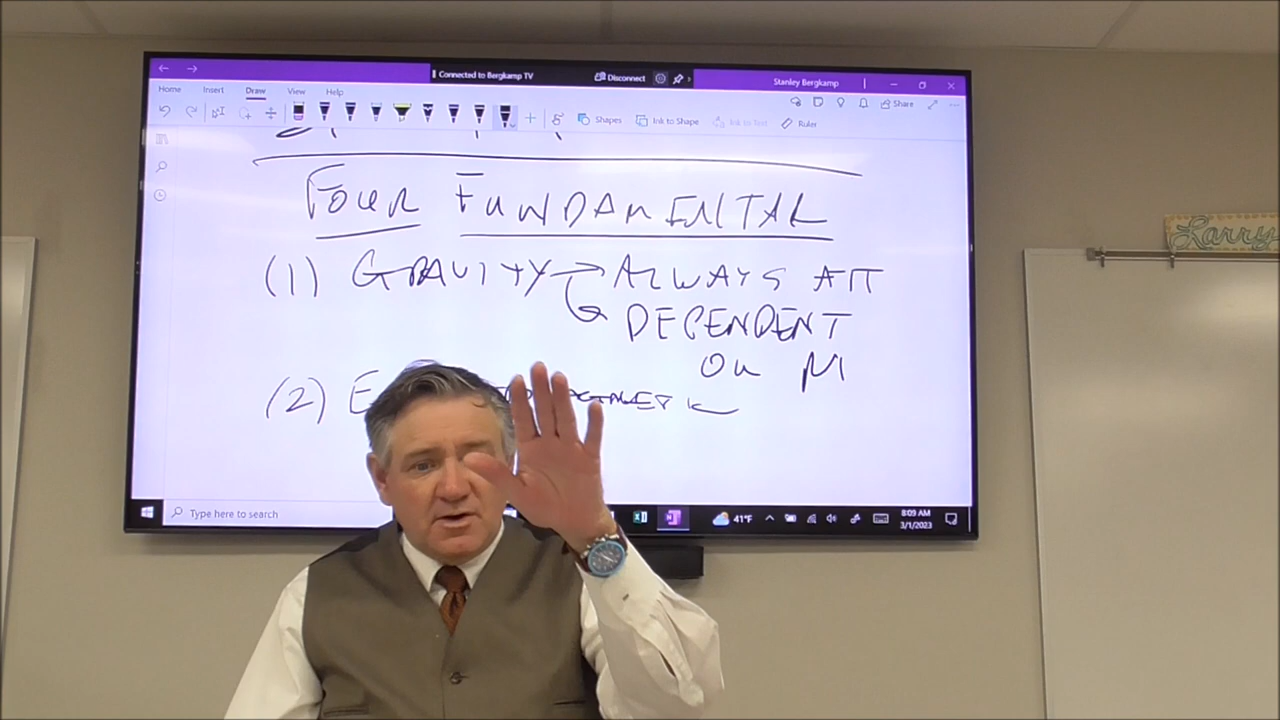 Connected to Bergkamp TV
Disconnect
Stanley Bergkamp
Home Insert Draw View Help
Share
Shapes Ink to Shape Ink to Text Ruler
FOUR FUNDAMENTAL
(1) GRAVITY → ALWAYS ATT
DEPENDENT
ON M
(2) E
Larry
Type here to search
41°F
8:09 AM
3/1/2023